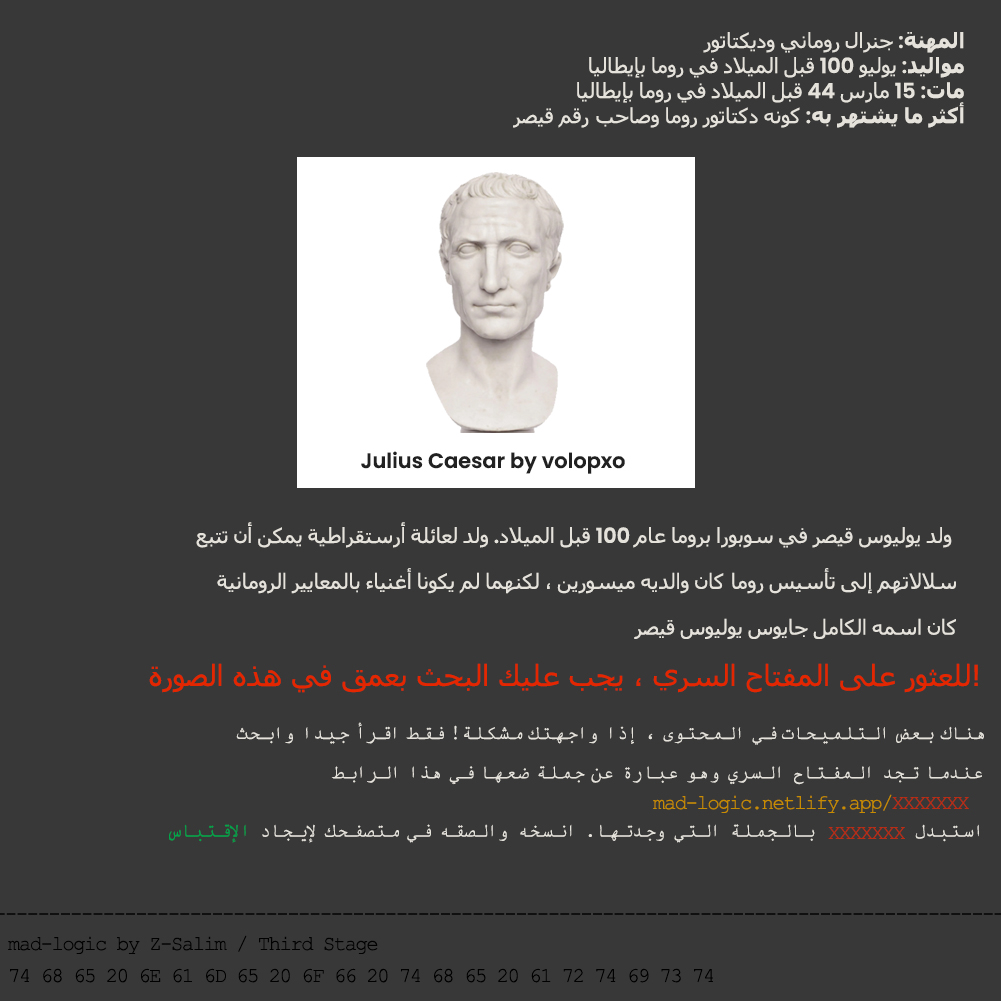 المهنة: جنرال روماني وديكتاتور
مواليد: يوليو 100 قبل الميلاد في روما بإيطاليا
مات: 15 مارس 44 قبل الميلاد في روما بإيطاليا
أكثر ما يشتهر به: كونه دكتاتور روما وصاحب رقم قيصر
Julius Caesar by volopxo
ولد يوليوس قيصر في سوبورا بروما عام 100 قبل الميلاد. ولد لعائلة أرستقراطية يمكن أن تتبع
سلالاتهم إلى تأسيس روما كان والديه ميسورين ، لكنهما لم يكونا أغنياء بالمعايير الرومانية
كان اسمه الكامل جايوس يوليوس قيصر
!للعثور على المفتاح السري ، يجب عليك البحث بعمق في هذه الصورة
هناك بعض التلميحات في المحتوى ، إذا واجهتك مشكلة! فقط اقرأ جيدا وابحث
عندما تجد المفتاح السري وهو عبارة عن جملة ضعها في هذا الرابط
mad-logic.netlify.app/XXXXXXX
استبدل XXXXXXX بالجملة التي وجدتها. انسخه والصقه في متصفحك لإيجاد الإقتباس
mad-logic by Z-Salim / Third Stage
74 68 65 20 6E 61 6D 65 20 6F 66 20 74 68 65 20 61 72 74 69 73 74